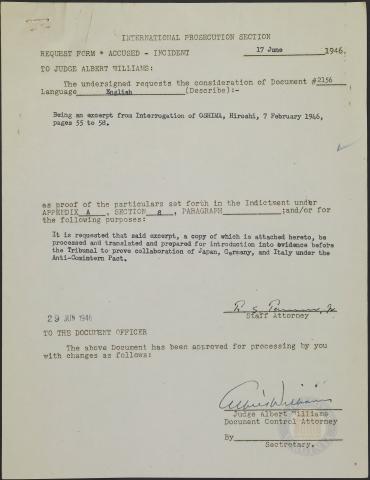 INTERNATIONAL PROSECUTION SECTION
REQUEST FORM * ACCUSED - INCIDENT 17 June 1946.
TO JUDGE ALBERT WILLIAMS:
The undersigned requests the consideration of Document #2156
Language English (Describe):-
Being an excerpt from Interrogation of OSHIMA, Hiroshi, 7 February 1946,
pages 55 to 58.
as proof of the particulars set forth in the Indictment under
APPENDIX A, SECTION 8, PARAGRAPH ;and/or for
the following purposes:
It is requested that said excerpt, a copy of which is attached hereto, be
processed and translated and prepared for introduction into evidence before
the Tribunal to prove collaboration of Japan, Germany, and Italy under the
Anti-Comintern Pact.
Staff Attorney
29 JUN 1946
TO THE DOCUMENT OFFICER
The above Document has been approved for processing by you
with changes as follows:
Albert Williams
Judge Albert Williams
Document Control Attorney
By
Sectretary.